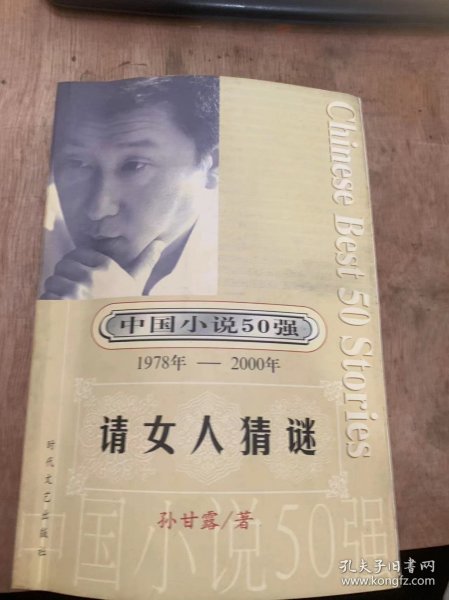 Chinese Best 50 Stories
中国小说50强
1978年 — 2000年
请女人猜谜
时代文艺出版社
孙甘露/著
中国小说50强
孔夫子旧书网
www.kongfz.com